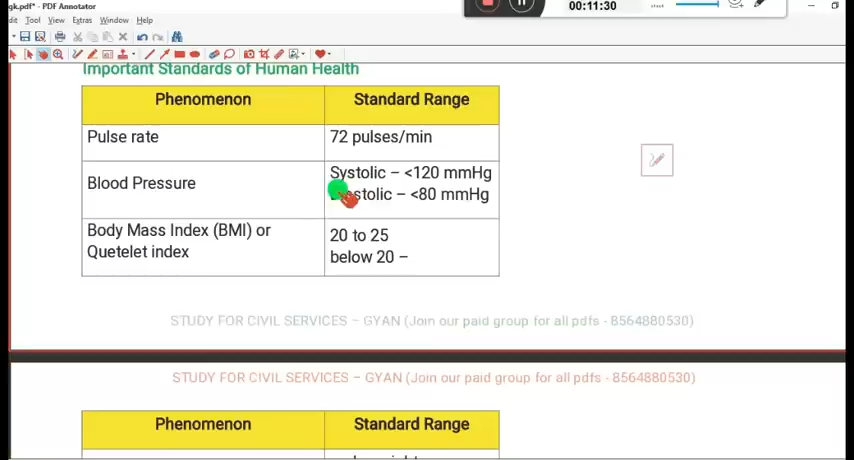 gk.pdf* - PDF Annotator
00:11:30
dit Tool View Extras Window Help
Important Standards of Human Health
Phenomenon Standard Range
Pulse rate 72 pulses/min
Systolic – <120 mmHg
Blood Pressure
stolic – <80 mmHg
Body Mass Index (BMI) or
Quetelet index
20 to 25
below 20 –
STUDY FOR CIVIL SERVICES – GYAN (Join our paid group for all pdfs - 8564880530)
STUDY FOR CIVIL SERVICES – GYAN (Join our paid group for all pdfs - 8564880530)
Phenomenon Standard Range